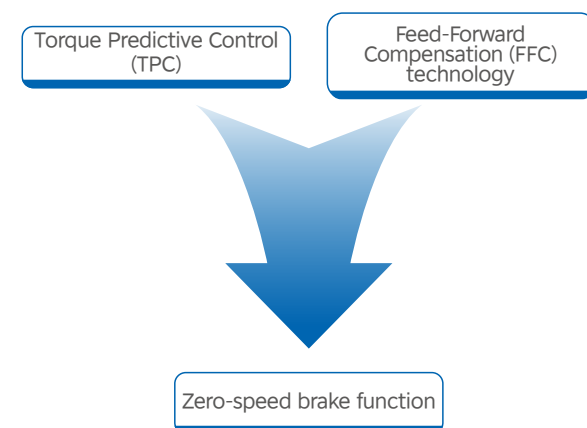 Torque Predictive Control
(TPC)
Feed-Forward
Compensation (FFC)
technology
Zero-speed brake function